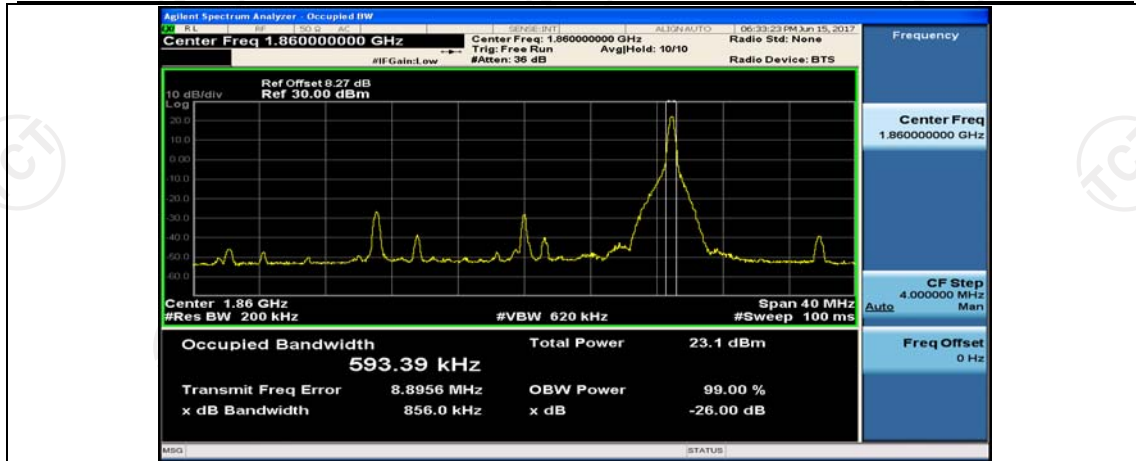 Agilent Spectrum Analyzer - Occupied BW
RL RF 50 Ω AC SENSE:INT ALIGN AUTO 06:33:23 PM Jun 15, 2017
Center Freq 1.860000000 GHz
Center Freq: 1.860000000 GHz
Radio Std: None
Trig: Free Run Avg|Hold: 10/10
#IFGain:Low #Atten: 36 dB Radio Device: BTS
Frequency
Ref Offset 8.27 dB
10 dB/div Ref 30.00 dBm
Log
20.0
10.0
0.00
-10.0
-20.0
-30.0
-40.0
-50.0
-60.0
Center Freq
1.860000000 GHz
Center 1.86 GHz Span 40 MHz
#Res BW 200 kHz #VBW 620 kHz #Sweep 100 ms
CF Step
4.000000 MHz
Auto Man
Occupied Bandwidth Total Power 23.1 dBm
593.39 kHz
Transmit Freq Error 8.8956 MHz OBW Power 99.00 %
x dB Bandwidth 856.0 kHz x dB -26.00 dB
Freq Offset
0 Hz
MSG STATUS
TCT